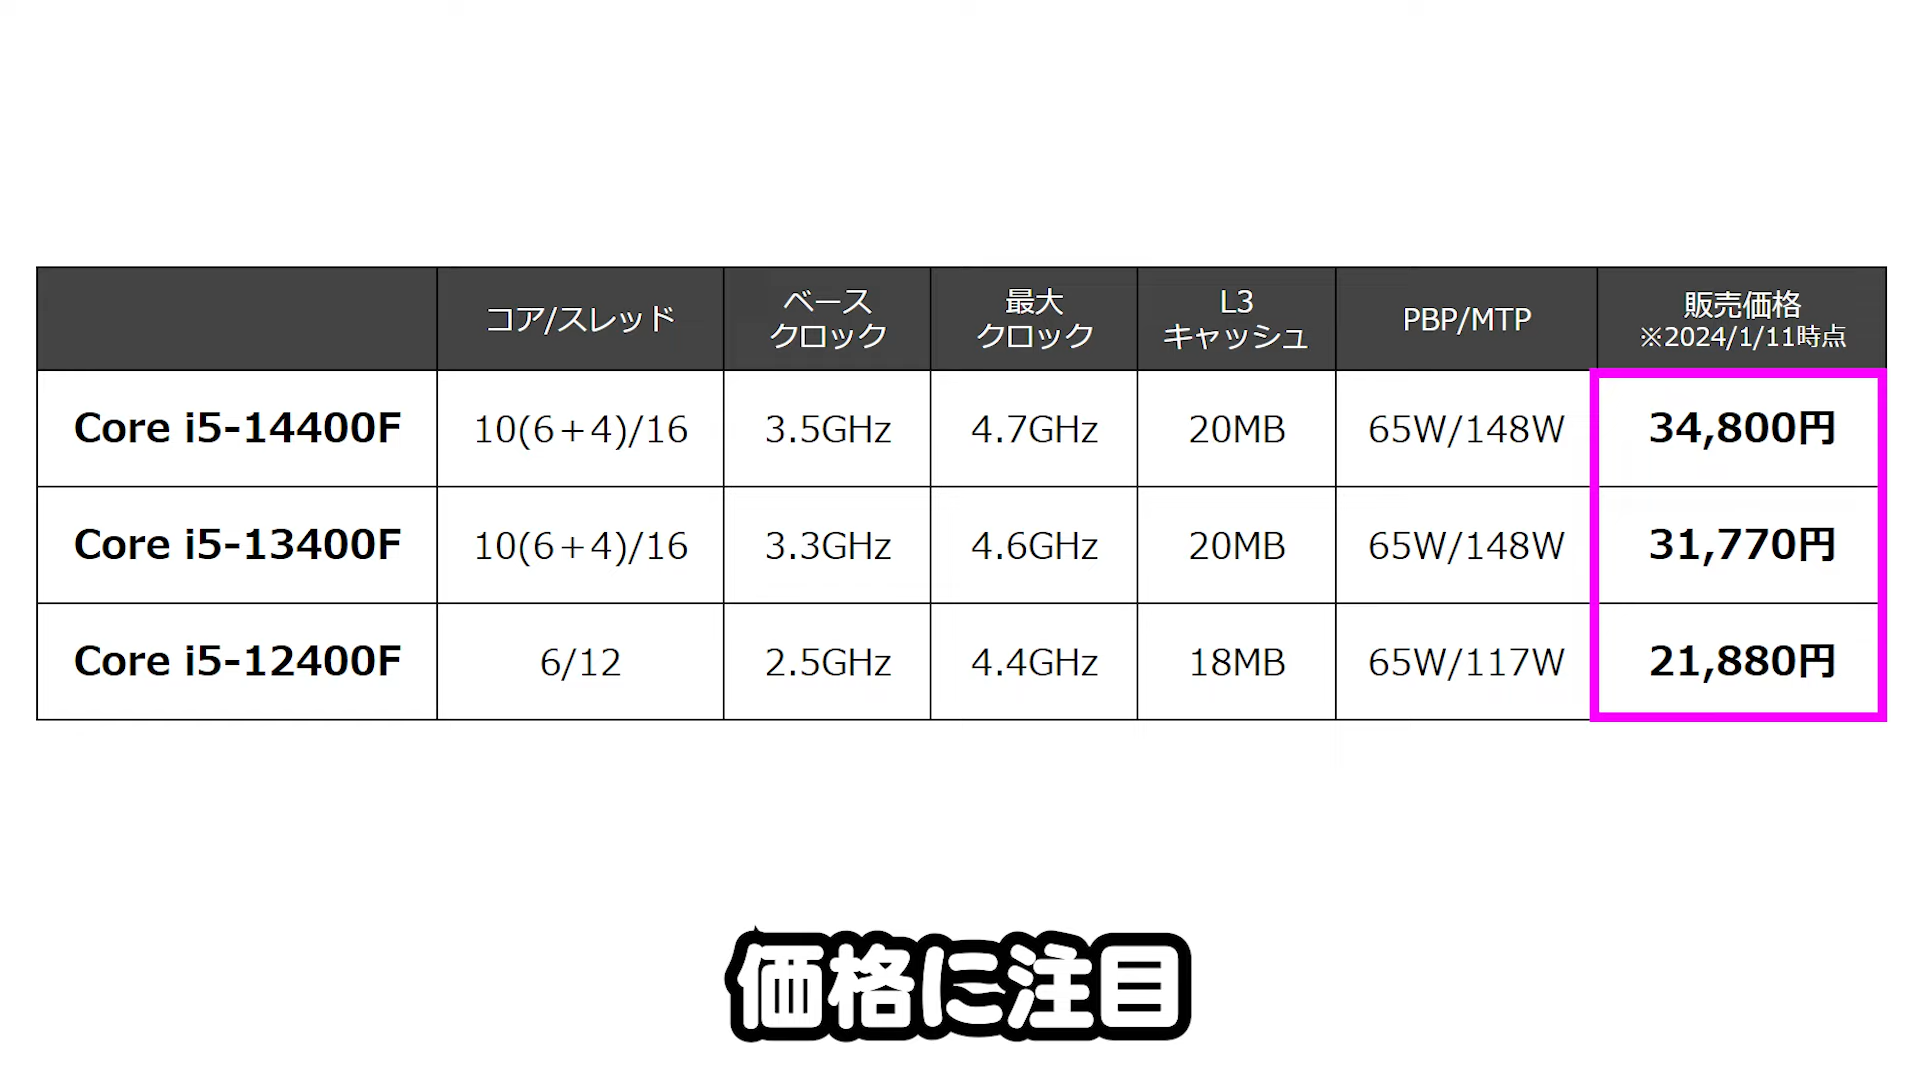 コア/スレッド ベースクロック 最大クロック L3キャッシュ PBP/MTP 販売価格 ※2024/1/11時点
Core i5-14400F 10(6+4)/16 3.5GHz 4.7GHz 20MB 65W/148W 34,800円
Core i5-13400F 10(6+4)/16 3.3GHz 4.6GHz 20MB 65W/148W 31,770円
Core i5-12400F 6/12 2.5GHz 4.4GHz 18MB 65W/117W 21,880円
価格に注目